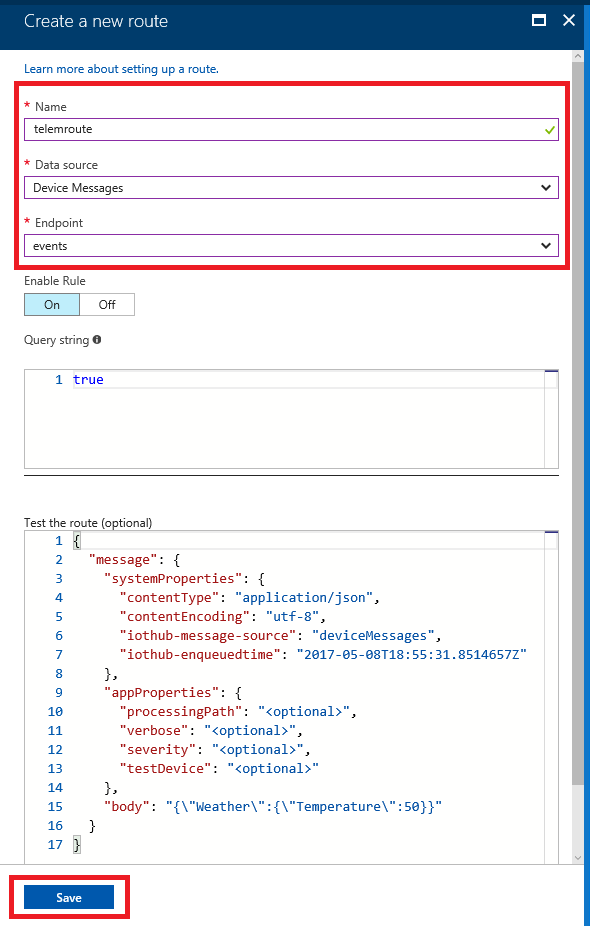 Create a new route
Learn more about setting up a route.
* Name
telemroute
* Data source
Device Messages
* Endpoint
events
Enable Rule
On Off
Query string
1 true
Test the route (optional)
1 {
2 "message": {
3 "systemProperties": {
4 "contentType": "application/json",
5 "contentEncoding": "utf-8",
6 "iothub-message-source": "deviceMessages",
7 "iothub-enqueuedtime": "2017-05-08T18:55:31.8514657Z"
8 },
9 "appProperties": {
10 "processingPath": "<optional>",
11 "verbose": "<optional>",
12 "severity": "<optional>",
13 "testDevice": "<optional>"
14 },
15 "body": "{\"Weather\":{\"Temperature\":50}}"
16 }
17 }
Save